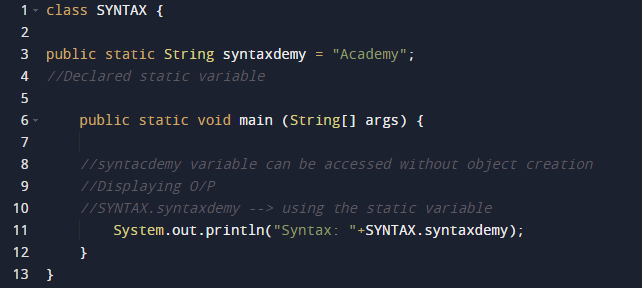 1 class SYNTAX {
2
3 public static String syntaxdemy = "Academy";
4 //Declared static variable
5
6 public static void main (String[] args) {
7
8 //syntacdemy variable can be accessed without object creation
9 //Displaying O/P
10 //SYNTAX.syntaxdemy --> using the static variable
11 System.out.println("Syntax: "+SYNTAX.syntaxdemy);
12 }
13 }